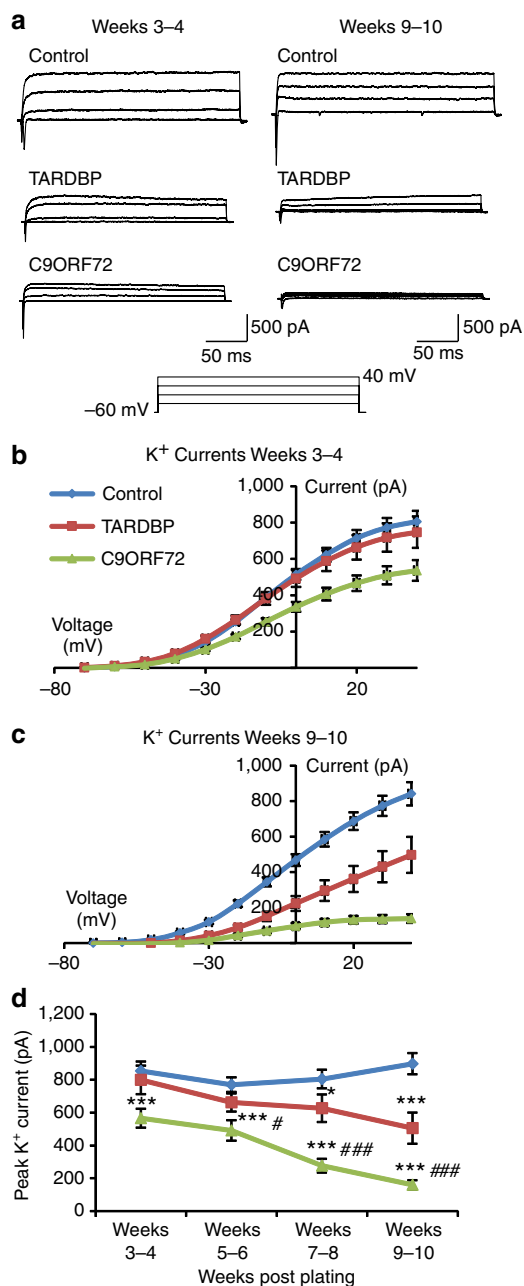 a
Weeks 3–4
Weeks 9–10
Control
Control
TARDBP
TARDBP
C9ORF72
C9ORF72
500 pA
50 ms
500 pA
50 ms
40 mV
–60 mV
b
K+ Currents Weeks 3–4
Control
TARDBP
C9ORF72
Current (pA)
1,000
800
600
400
200
Voltage
(mV)
–80
–30
20
c
K+ Currents Weeks 9–10
Current (pA)
1,000
800
600
400
200
Voltage
(mV)
–80
–30
20
d
Peak K+ current (pA)
1,200
1,000
800
600
400
200
0
***
*** #
*
*** ###
***
*** ###
Weeks
3–4
Weeks
5–6
Weeks
7–8
Weeks
9–10
Weeks post plating